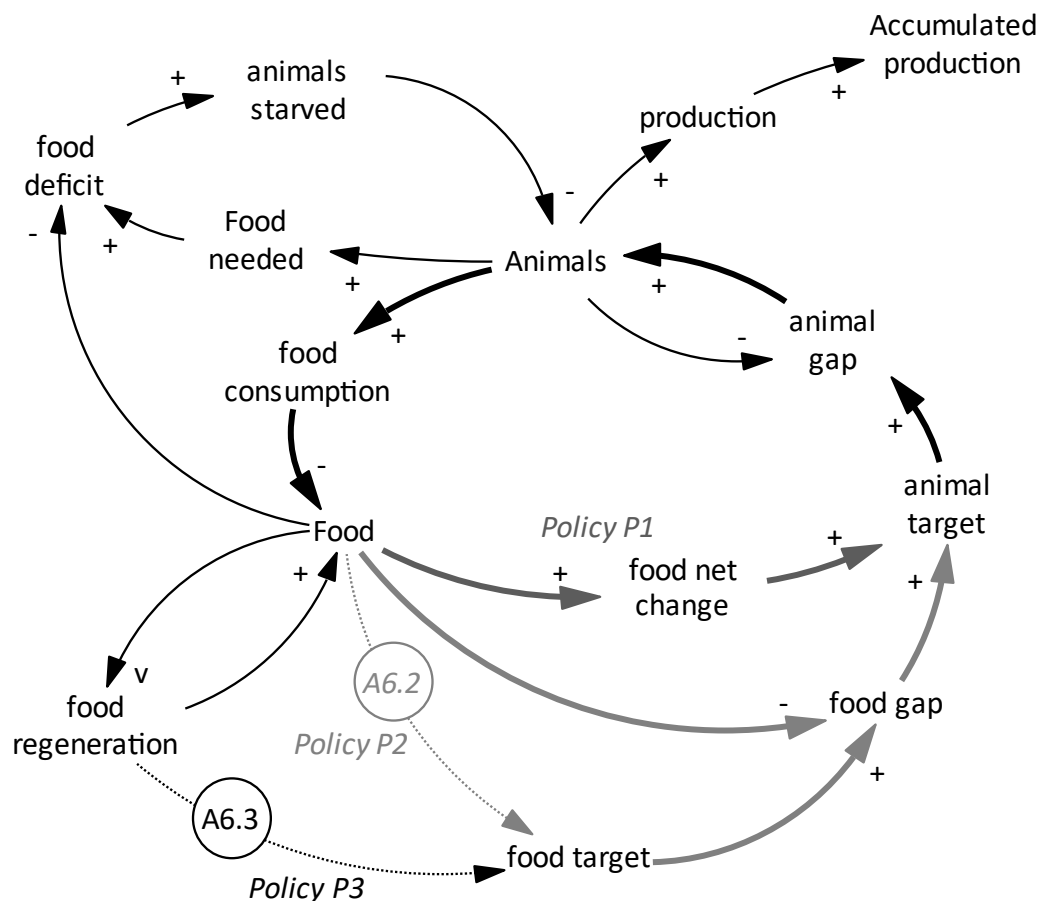 Accumulated
production
+
animals
starved
+
production
+
food
deficit
-
+
-
Food
needed
+
Animals
+
+
+
-
animal
gap
food
consumption
-
+
animal
target
Food
Policy P1
+
+
food net
change
+
+
v
A6.2
food
regeneration
Policy P2
-
food gap
+
A6.3
food target
Policy P3